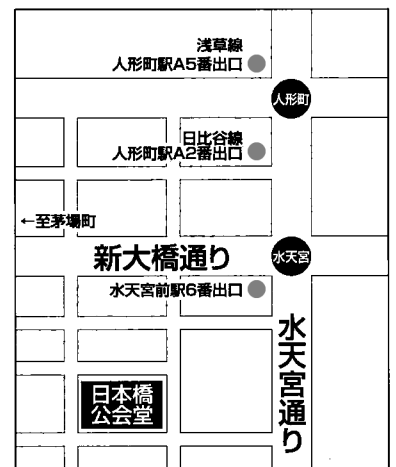 浅草線
人形町駅A5番出口
人形町
日比谷線
人形町駅A2番出口
←至茅場町
新大橋通り
水天宮
水天宮前駅6番出口
水天宮通り
日本橋
公会堂